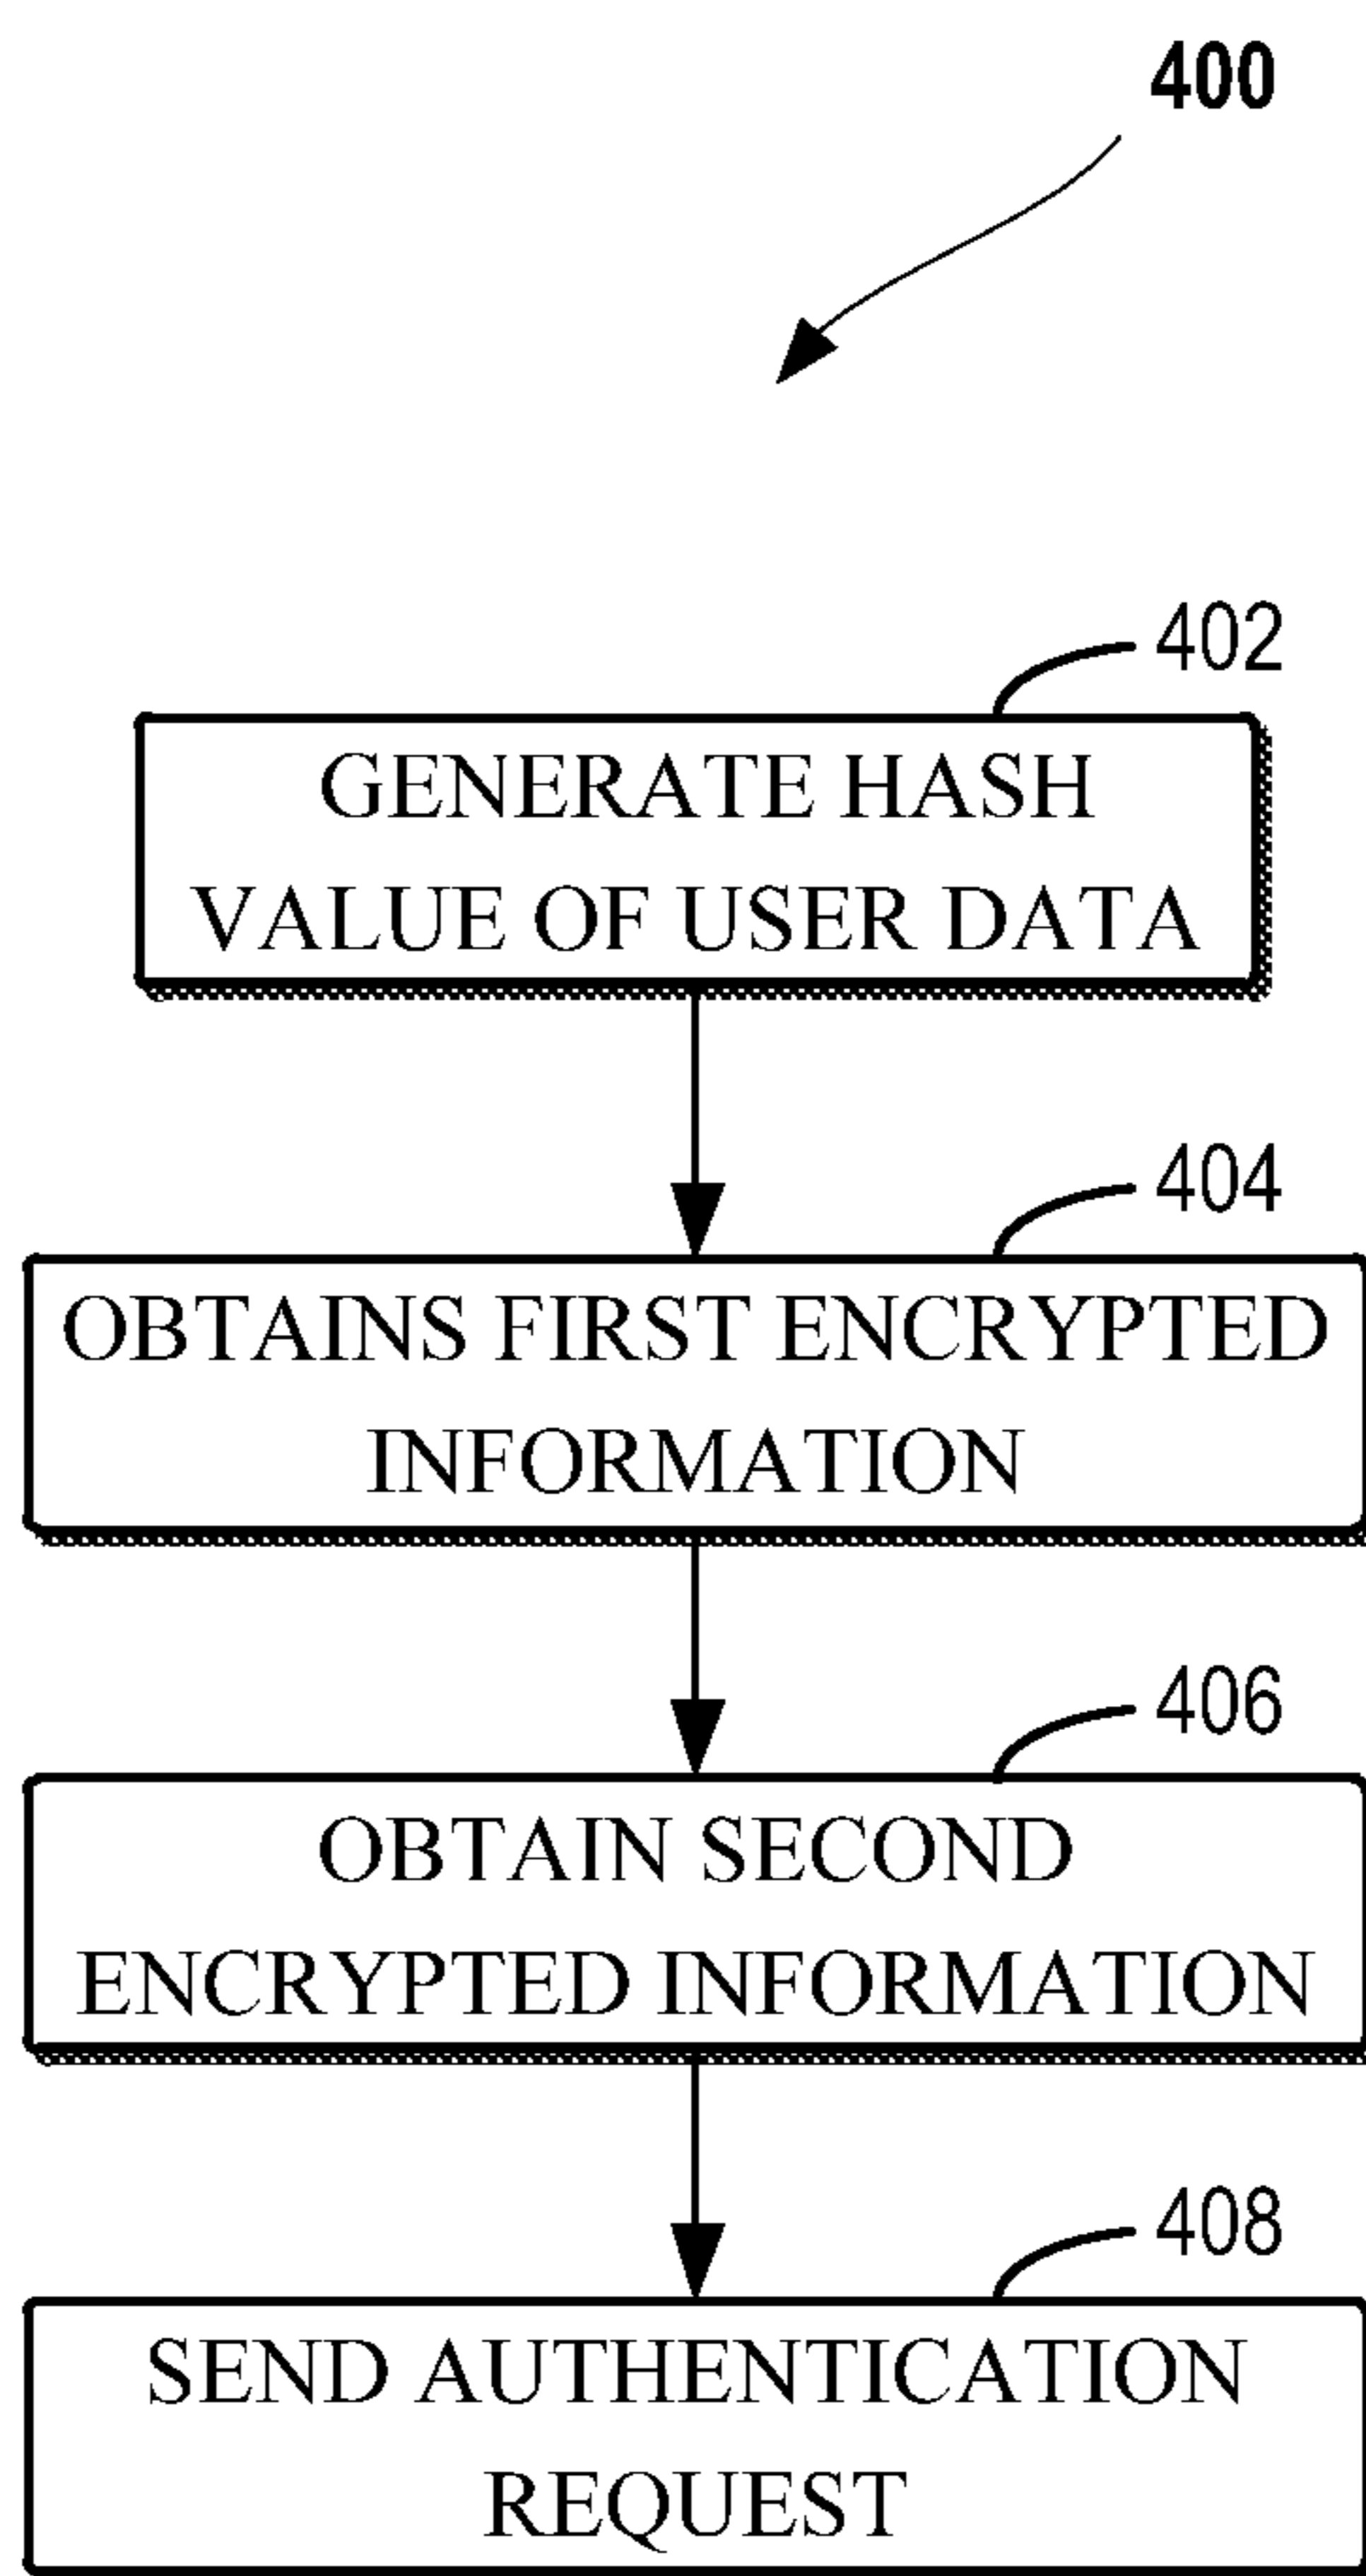 400
402
GENERATE HASH
VALUE OF USER DATA
404
OBTAINS FIRST ENCRYPTED
INFORMATION
406
OBTAIN SECOND
ENCRYPTED INFORMATION
408
SEND AUTHENTICATION
REQUEST